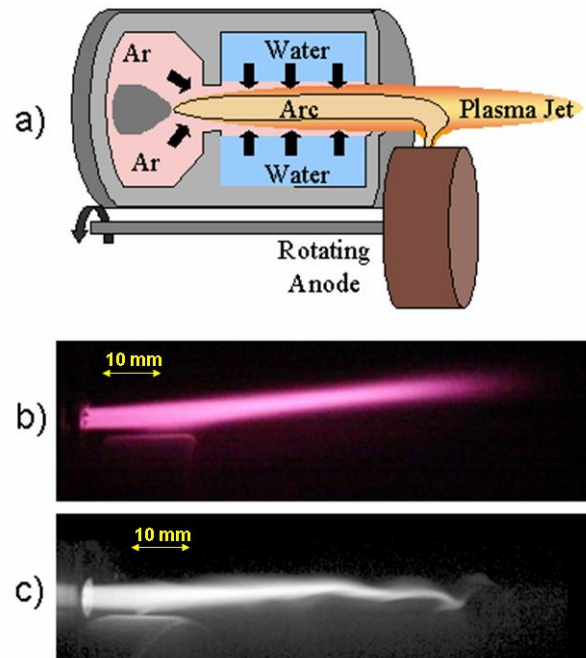 a)
Ar
Water
Arc
Plasma Jet
Ar
Water
Rotating
Anode
b)
10 mm
c)
10 mm